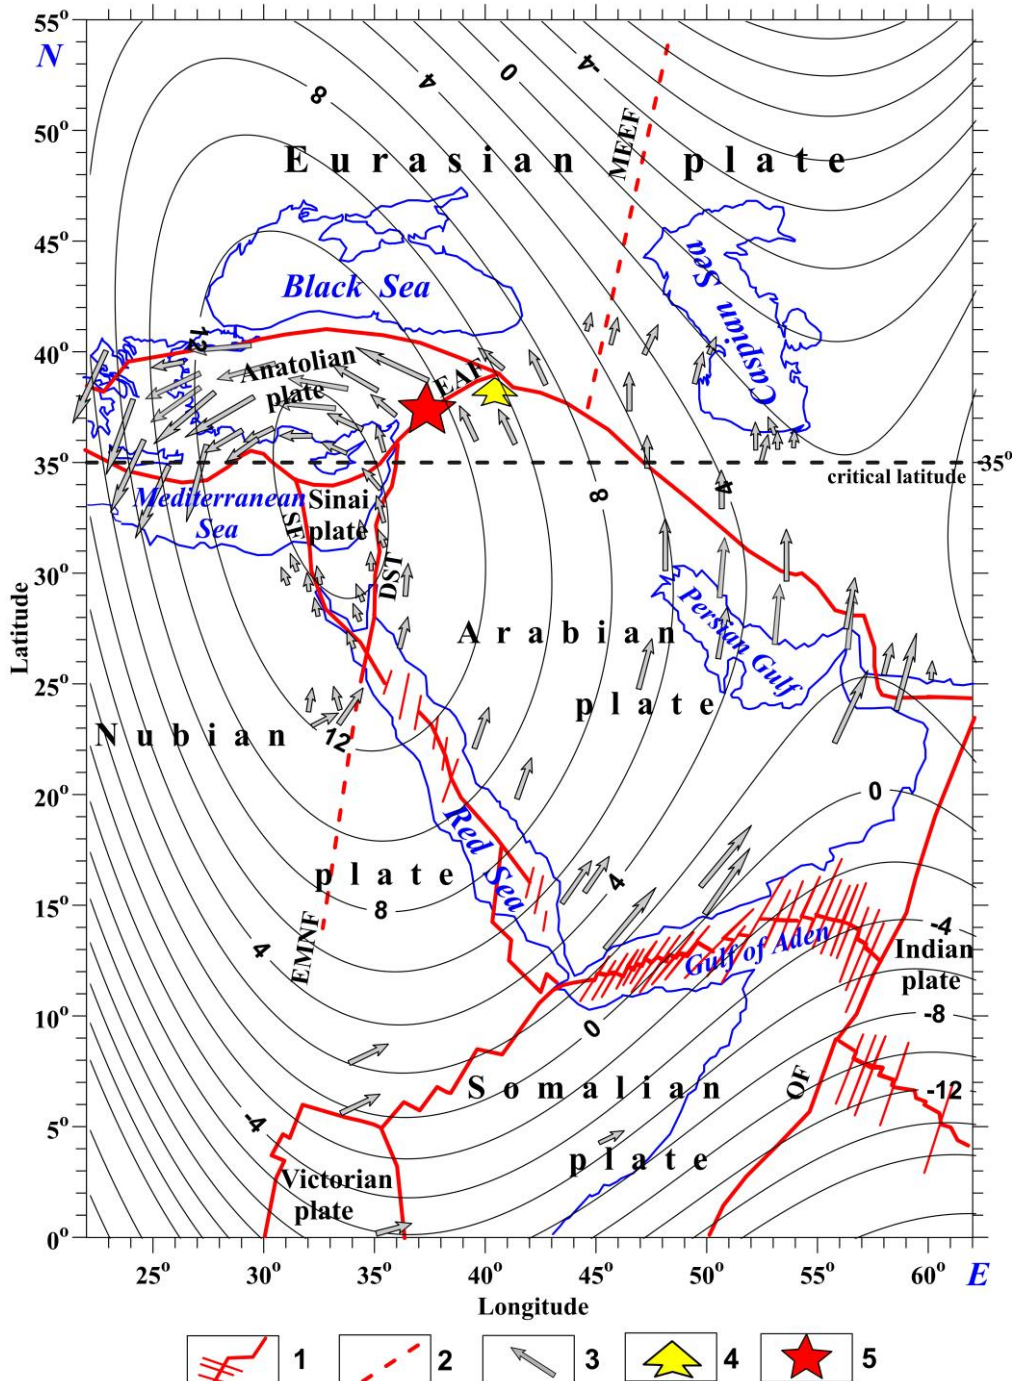 55°
N
50°
45°
40°
35°
30°
25°
20°
15°
10°
5°
0°
Latitude
8
4
0
-4
MEEF
Eurasian plate
Black Sea
Caspian Sea
12
Anatolian
plate
EAF
35°
critical latitude
Mediterranean
Sea
Sinai
plate
SF
DST
8
4
Persian Gulf
Arabian
plate
Nubian
12
plate
Red Sea
0
4
8
4
EMNF
-4
Gulf of Aden
Indian
plate
0
-8
Somalian
plate
OF
-12
-4
Victorian
plate
25°
30°
35°
40°
45°
50°
55°
60°
E
Longitude
1
2
3
4
5